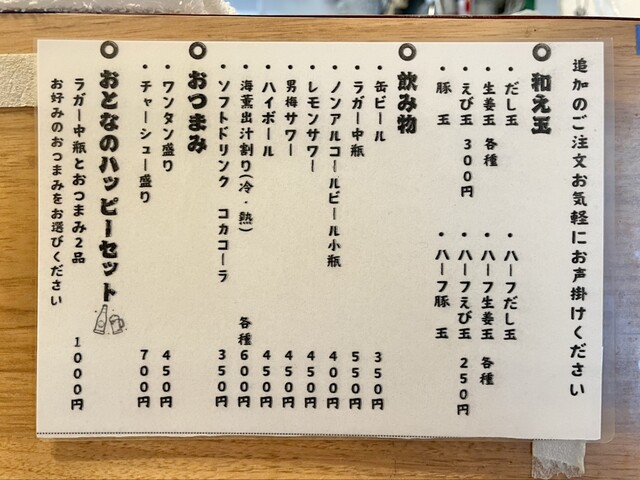 追加のご注文お気軽にお声掛けください
◎和え玉
・だし玉 ・ハーフだし玉
・生姜玉 各種 ・ハーフ生姜玉 各種
・えび玉 300円 ・ハーフえび玉 250円
・豚 玉 ・ハーフ豚 玉
◎飲み物
・缶ビール 350円
・ラガー中瓶 550円
・ノンアルコールビール小瓶 400円
・レモンサワー 450円
・男梅サワー 450円
・ハイボール 450円
・海薫出汁割り(冷・熱) 各種600円
・ソフトドリンク コカコーラ 350円
◎おつまみ
・ワンタン盛り 450円
・チャーシュー盛り 700円
◎おとなのハッピーセット
ラガー中瓶とおつまみ2品 1000円
お好みのおつまみをお選びください